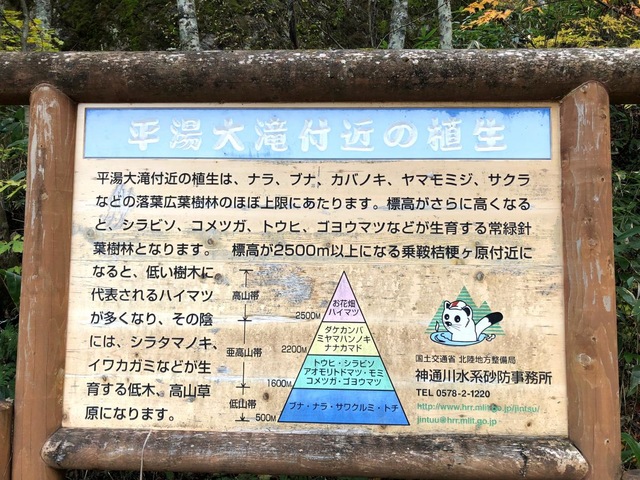 平湯大滝付近の植生
平湯大滝付近の植生は、ナラ、ブナ、カバノキ、ヤマモミジ、サクラ
などの落葉広葉樹林のほぼ上限にあたります。標高がさらに高くなる
と、シラビソ、コメツガ、トウヒ、ゴヨウマツなどが生育する常緑針
葉樹林となります。 標高が2500m以上になる乗鞍桔梗ヶ原付近に
なると、低い樹木に
代表されるハイマツ
が多くなり、その陰
には、シラタマノキ、
イワカガミなどが生
育する低木、高山草
原になります。
高山帯
2500m
亜高山帯
2200m
1600m
低山帯
500m
お花畑
ハイマツ
ダケカンバ
ミヤマハンノキ
ナナカマド
トウヒ・シラビソ
アオモリトドマツ・モミ
コメツガ・ゴヨウマツ
ブナ・ナラ・サワクルミ・トチ
国土交通省 北陸地方整備局
神通川水系砂防事務所
TEL 0578-2-1220
http://www.hrr.mlit.go.jp/jintsu/
jintuu@hrr.mlit.go.jp